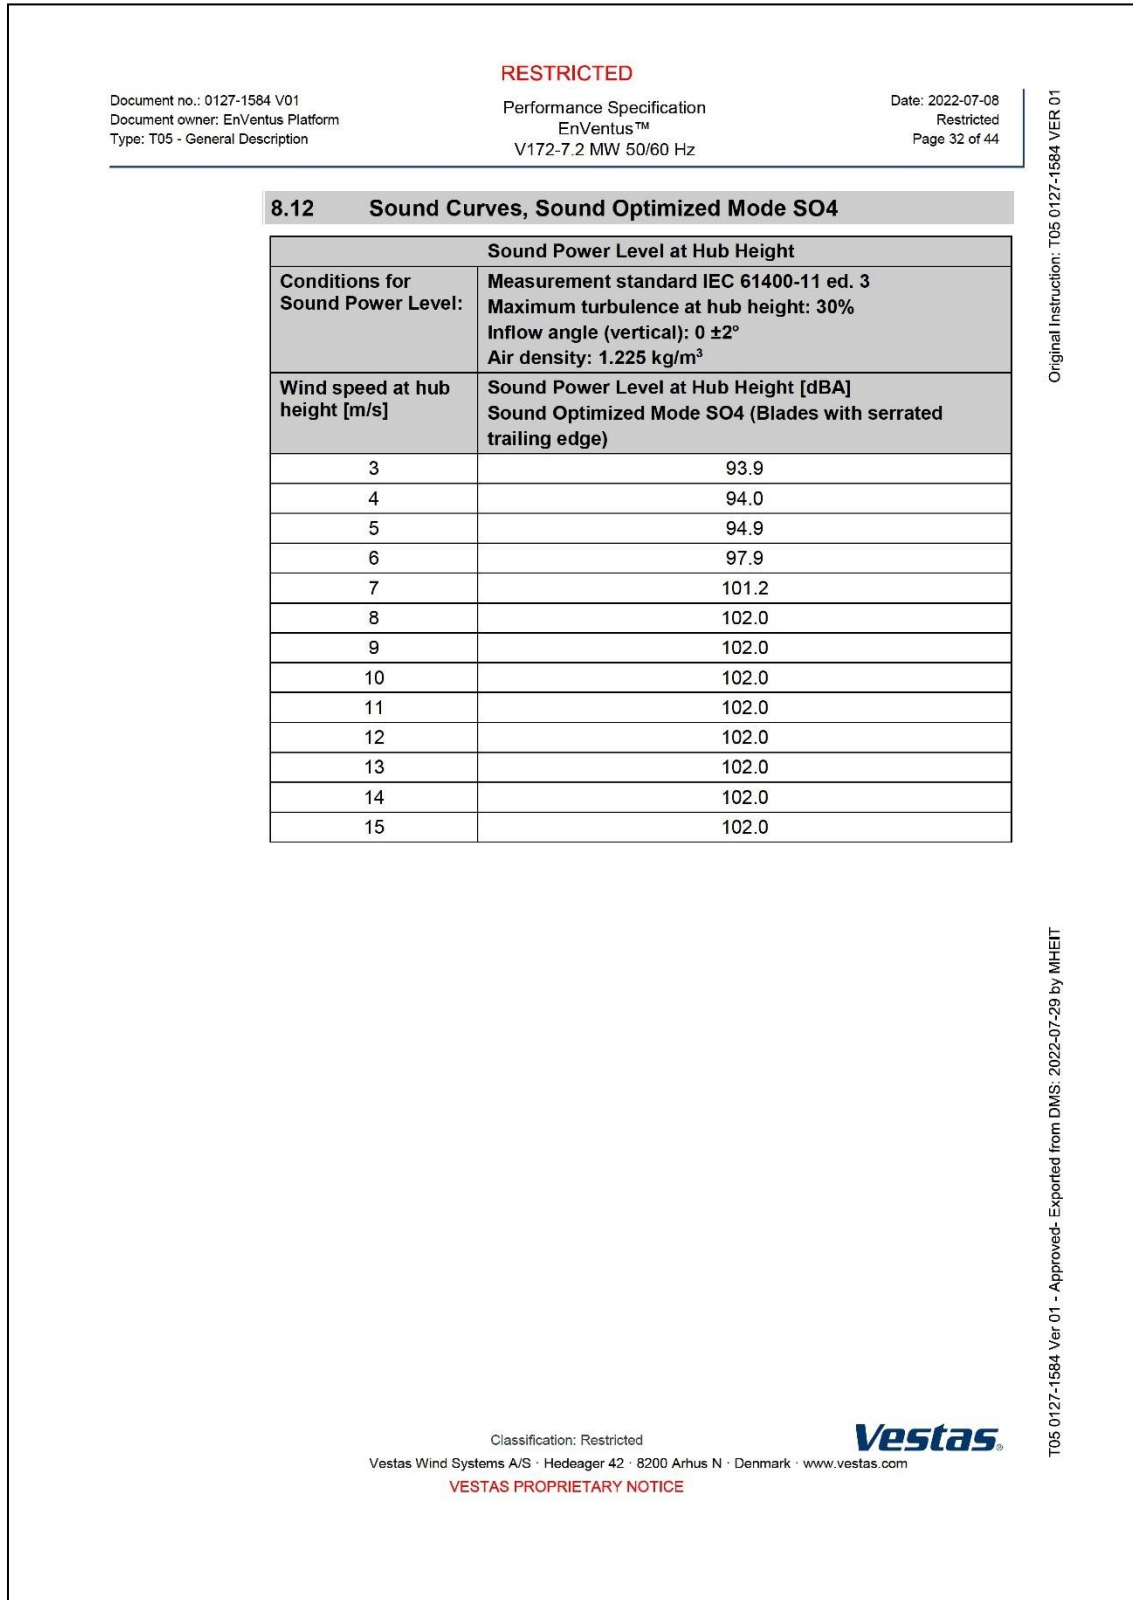 RESTRICTED
Document no.: 0127-1584 V01
Document owner: EnVentus Platform
Type: T05 - General Description
Performance Specification
EnVentus™
V172-7.2 MW 50/60 Hz
Date: 2022-07-08
Restricted
Page 32 of 44
Original Instruction: T05 0127-1584 VER 01
8.12 Sound Curves, Sound Optimized Mode SO4
Sound Power Level at Hub Height
Conditions for
Sound Power Level:
Measurement standard IEC 61400-11 ed. 3
Maximum turbulence at hub height: 30%
Inflow angle (vertical): 0 ±2°
Air density: 1.225 kg/m³
Wind speed at hub
height [m/s]
Sound Power Level at Hub Height [dBA]
Sound Optimized Mode SO4 (Blades with serrated
trailing edge)
3 93.9
4 94.0
5 94.9
6 97.9
7 101.2
8 102.0
9 102.0
10 102.0
11 102.0
12 102.0
13 102.0
14 102.0
15 102.0
T05 0127-1584 Ver 01 - Approved- Exported from DMS: 2022-07-29 by MHEIT
Classification: Restricted
Vestas®
Vestas Wind Systems A/S · Hedeager 42 · 8200 Arhus N · Denmark · www.vestas.com
VESTAS PROPRIETARY NOTICE